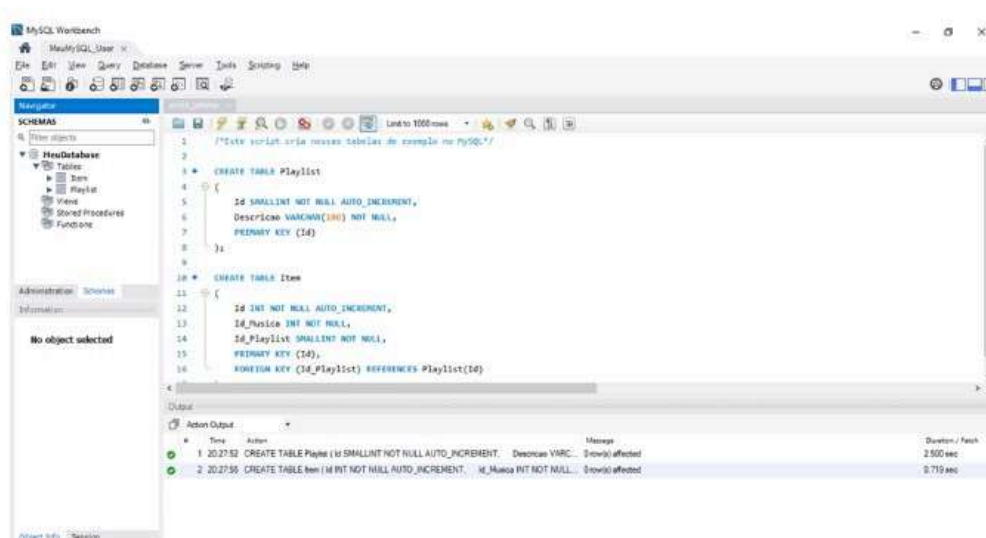 MySQL Workbench
MeuMySQL_User ×
File Edit View Query Database Server Tools Scripting Help
Navigator
SCHEMAS
Filter objects
MeuDatabase
Tables
Item
Playlist
Views
Stored Procedures
Functions
Administration Schemas
Information
No object selected
Object Info Session
Limit to 1000 rows
1 /*Este script cria nossas tabelas de exemplo no MySQL*/
2
3 CREATE TABLE Playlist
4 (
5 Id SMALLINT NOT NULL AUTO_INCREMENT,
6 Descricao VARCHAR(100) NOT NULL,
7 PRIMARY KEY (Id)
8 );
9
10 CREATE TABLE Item
11 (
12 Id INT NOT NULL AUTO_INCREMENT,
13 Id_Musica INT NOT NULL,
14 Id_Playlist SMALLINT NOT NULL,
15 PRIMARY KEY (Id),
16 FOREIGN KEY (Id_Playlist) REFERENCES Playlist(Id)
Output
Action Output
# Time Action Message Duration / Fetch
1 20:27:52 CREATE TABLE Playlist ( Id SMALLINT NOT NULL AUTO_INCREMENT, Descricao VARC... 0 row(s) affected 2.500 sec
2 20:27:56 CREATE TABLE Item ( Id INT NOT NULL AUTO_INCREMENT, Id_Musica INT NOT NULL... 0 row(s) affected 0.719 sec